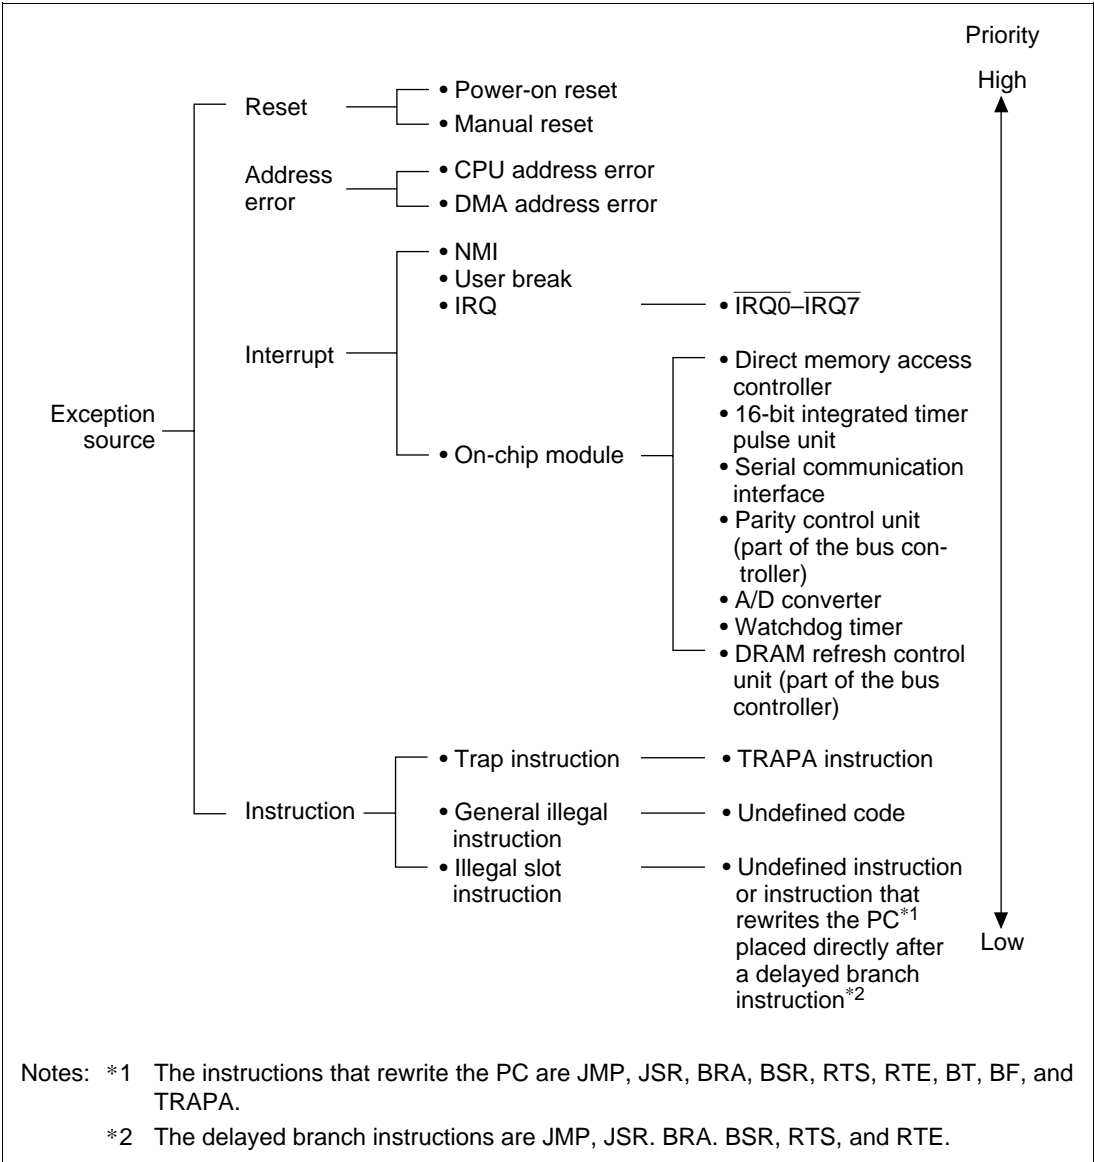 Priority
High
Reset
• Power-on reset
• Manual reset
Address
error
• CPU address error
• DMA address error
Interrupt
• NMI
• User break
• IRQ
• IRQ0–IRQ7
Exception
source
• On-chip module
• Direct memory access
controller
• 16-bit integrated timer
pulse unit
• Serial communication
interface
• Parity control unit
(part of the bus con-
troller)
• A/D converter
• Watchdog timer
• DRAM refresh control
unit (part of the bus
controller)
Instruction
• Trap instruction
• TRAPA instruction
• General illegal
instruction
• Undefined code
• Illegal slot
instruction
• Undefined instruction
or instruction that
rewrites the PC*1
placed directly after
a delayed branch
instruction*2
Low
Notes: *1 The instructions that rewrite the PC are JMP, JSR, BRA, BSR, RTS, RTE, BT, BF, and
TRAPA.
*2 The delayed branch instructions are JMP, JSR. BRA. BSR, RTS, and RTE.